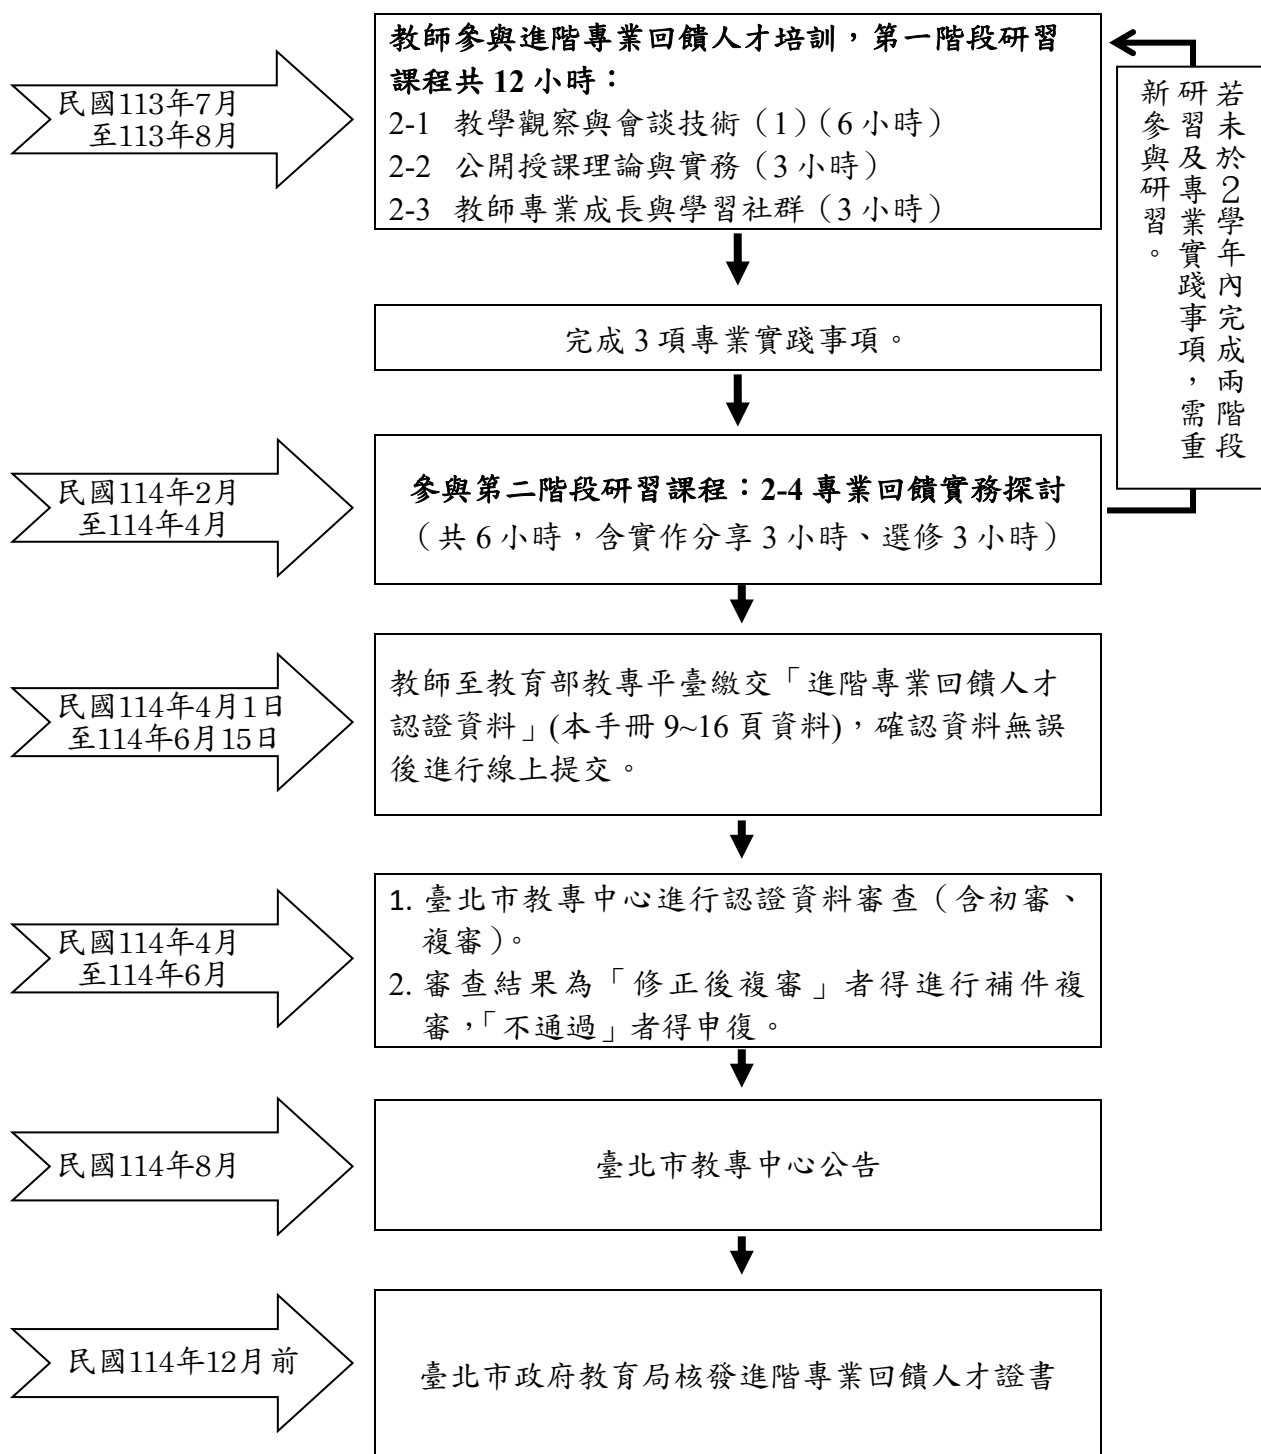 民國113年7月
至113年8月
教師參與進階專業回饋人才培訓，第一階段研習
課程共 12 小時：
2-1 教學觀察與會談技術（1）（6 小時）
2-2 公開授課理論與實務（3 小時）
2-3 教師專業成長與學習社群（3 小時）
若未於２學年內完成兩階段
研習及專業實踐事項，需重
新參與研習。
完成 3 項專業實踐事項。
民國114年2月
至114年4月
參與第二階段研習課程：2-4 專業回饋實務探討
（共 6 小時，含實作分享 3 小時、選修 3 小時）
民國114年4月1日
至114年6月15日
教師至教育部教專平臺繳交「進階專業回饋人才
認證資料」(本手冊 9~16 頁資料)，確認資料無誤
後進行線上提交。
民國114年4月
至114年6月
1. 臺北市教專中心進行認證資料審查（含初審、
複審）。
2. 審查結果為「修正後複審」者得進行補件複
審，「不通過」者得申復。
民國114年8月
臺北市教專中心公告
民國114年12月前
臺北市政府教育局核發進階專業回饋人才證書